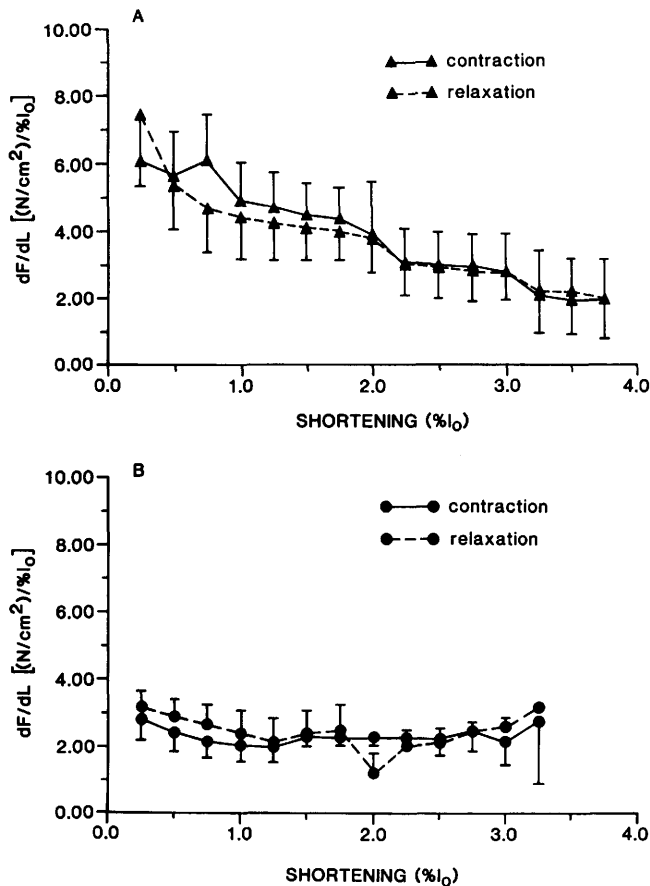 A
10.00
8.00
6.00
4.00
2.00
0.00
dF/dL [(N/cm²)/%l₀]
contraction
relaxation
0.0 1.0 2.0 3.0 4.0
SHORTENING (%l₀)
B
10.00
8.00
6.00
4.00
2.00
0.00
dF/dL [(N/cm²)/%l₀]
contraction
relaxation
0.0 1.0 2.0 3.0 4.0
SHORTENING (%l₀)